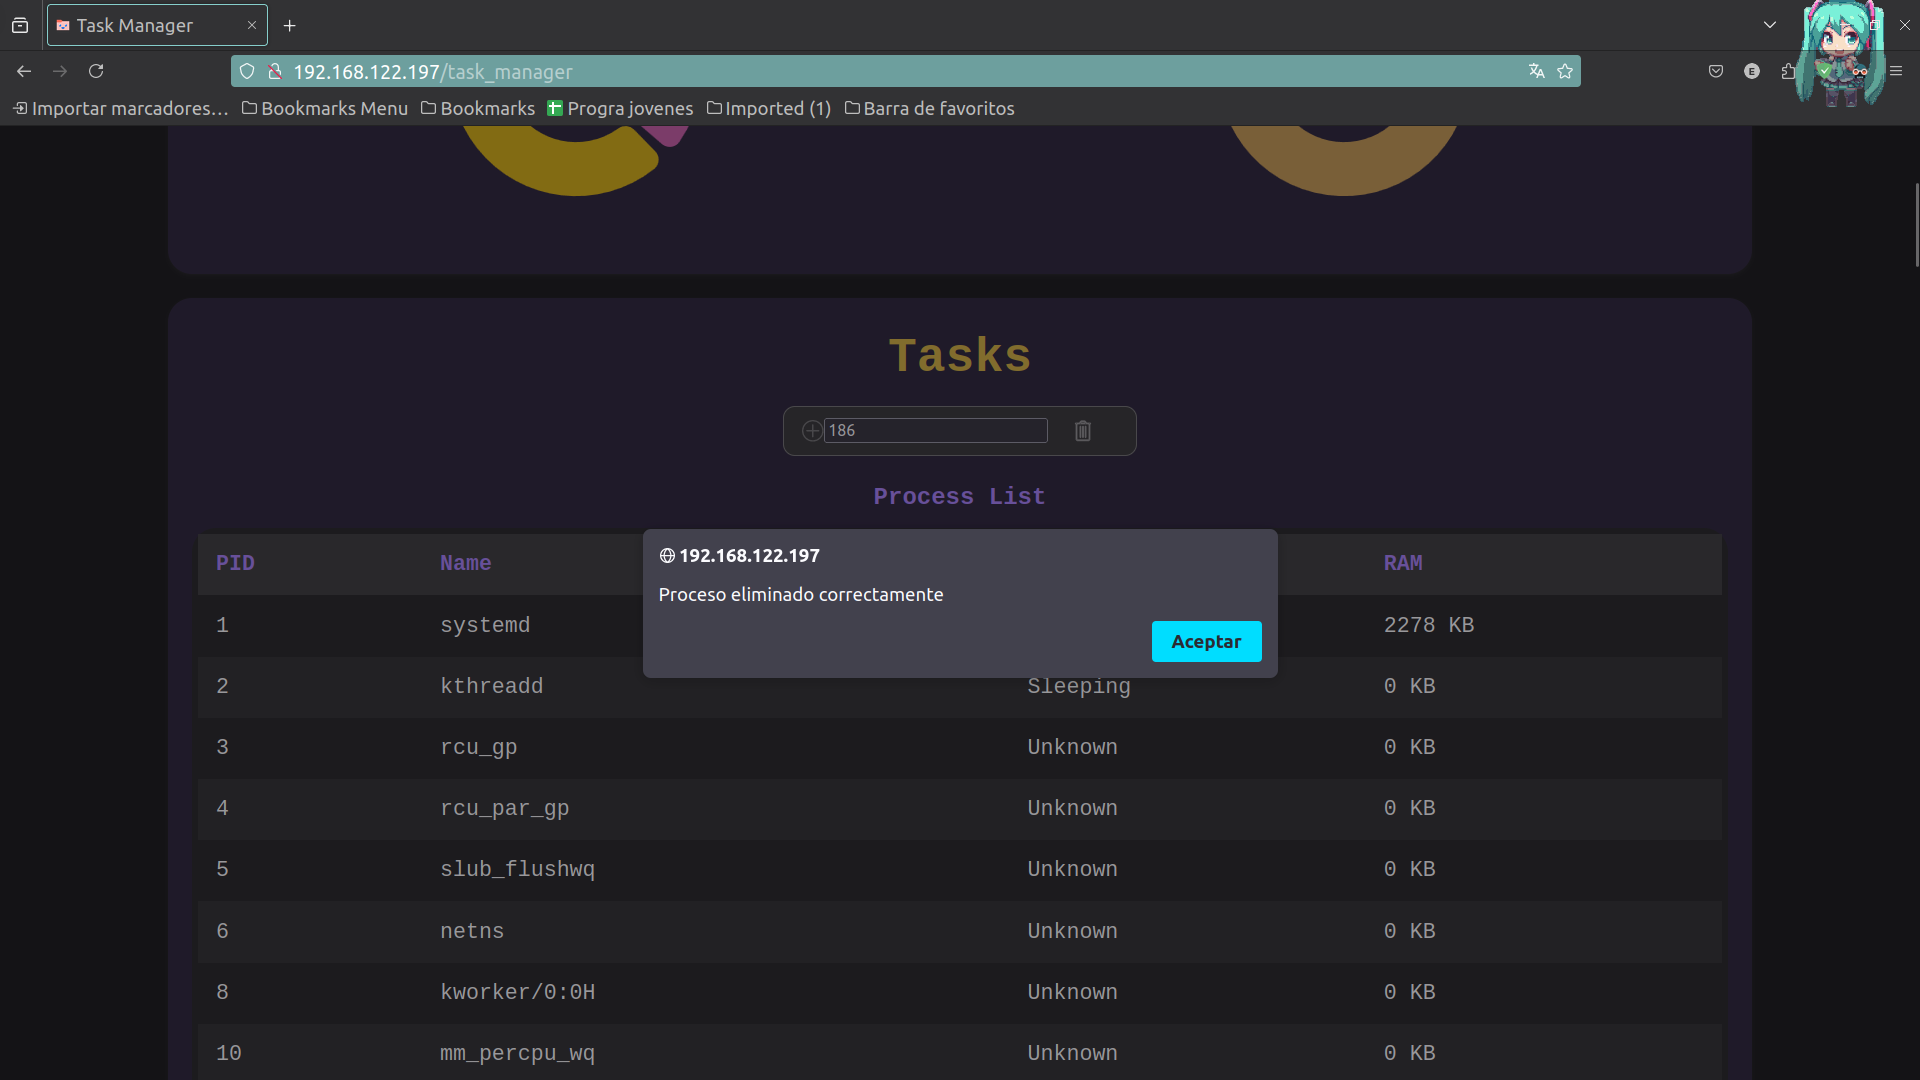 Task Manager
192.168.122.197/task_manager
E
Importar marcadores... Bookmarks Menu Bookmarks Progra jovenes Imported (1) Barra de favoritos
Tasks
186
Process List
PID Name RAM
192.168.122.197
Proceso eliminado correctamente
Aceptar
1 systemd 2278 KB
2 kthreadd Sleeping 0 KB
3 rcu_gp Unknown 0 KB
4 rcu_par_gp Unknown 0 KB
5 slub_flushwq Unknown 0 KB
6 netns Unknown 0 KB
8 kworker/0:0H Unknown 0 KB
10 mm_percpu_wq Unknown 0 KB